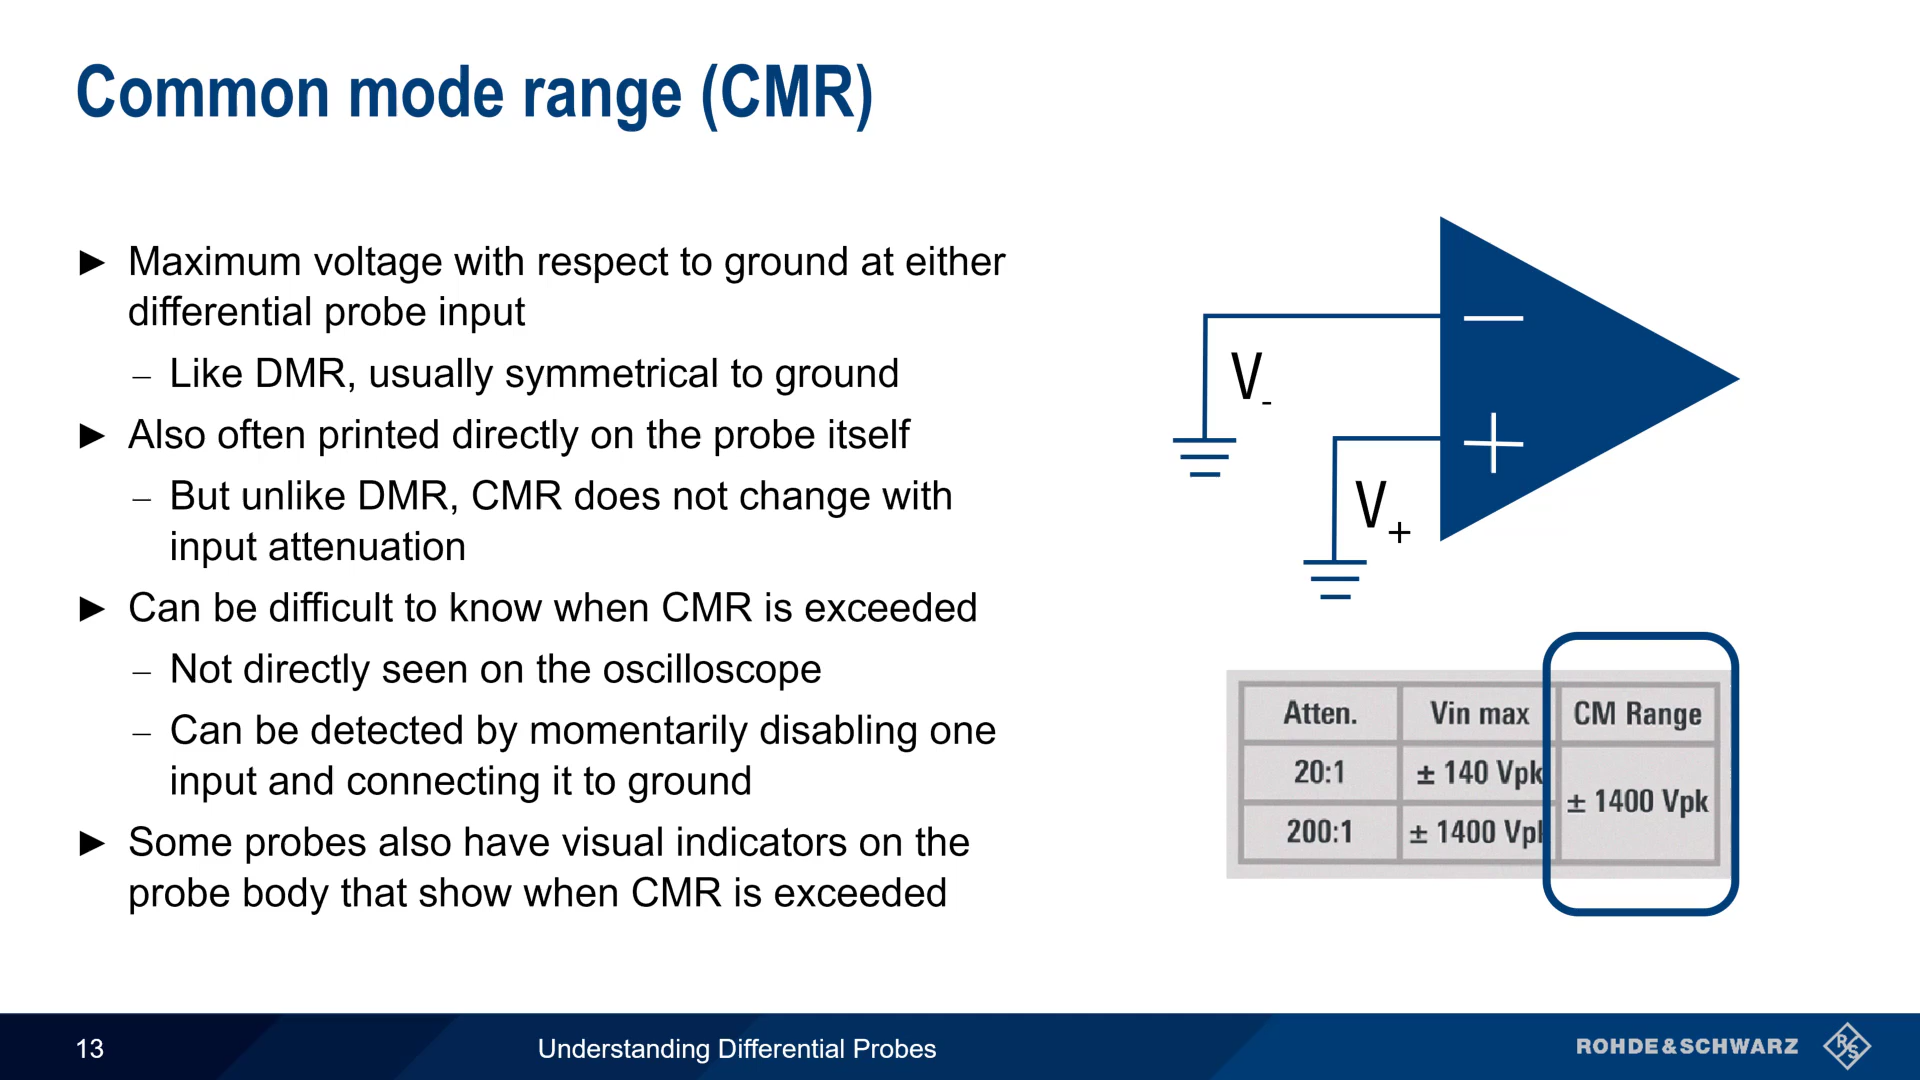 Common mode range (CMR)
► Maximum voltage with respect to ground at either
differential probe input
– Like DMR, usually symmetrical to ground
► Also often printed directly on the probe itself
– But unlike DMR, CMR does not change with
input attenuation
► Can be difficult to know when CMR is exceeded
– Not directly seen on the oscilloscope
– Can be detected by momentarily disabling one
input and connecting it to ground
► Some probes also have visual indicators on the
probe body that show when CMR is exceeded
V-
V+
Atten. Vin max CM Range
20:1 ± 140 Vpk
± 1400 Vpk
200:1 ± 1400 Vpk
13 Understanding Differential Probes ROHDE&SCHWARZ R&S